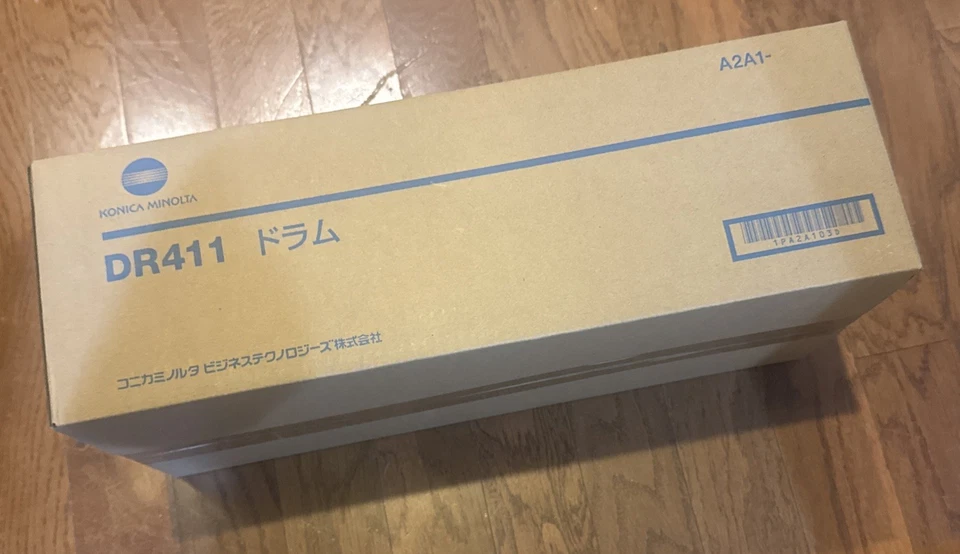 A2A1-
KONICA MINOLTA
DR411 ドラム
1PA2A103D
コニカミノルタ ビジネステクノロジーズ株式会社